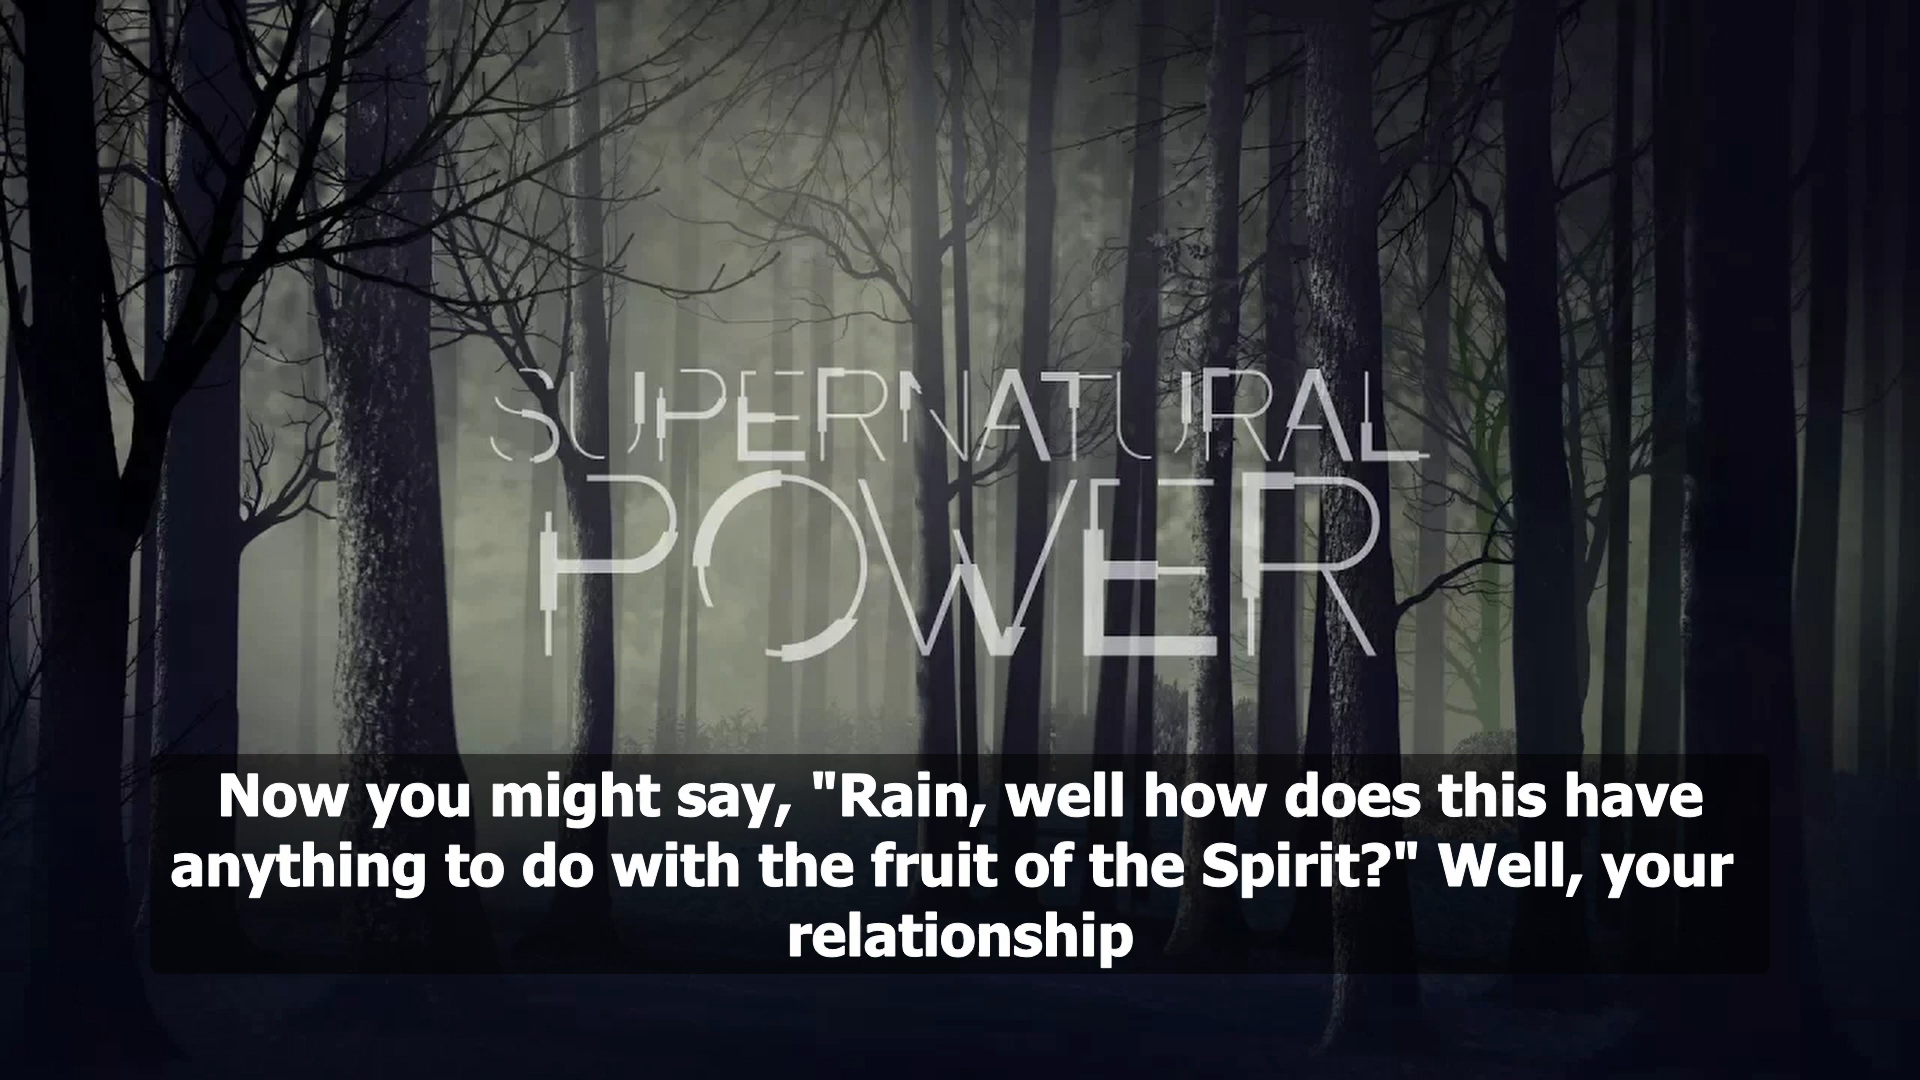 SUPERNATURAL
POWER
Now you might say, "Rain, well how does this have
anything to do with the fruit of the Spirit?" Well, your
relationship